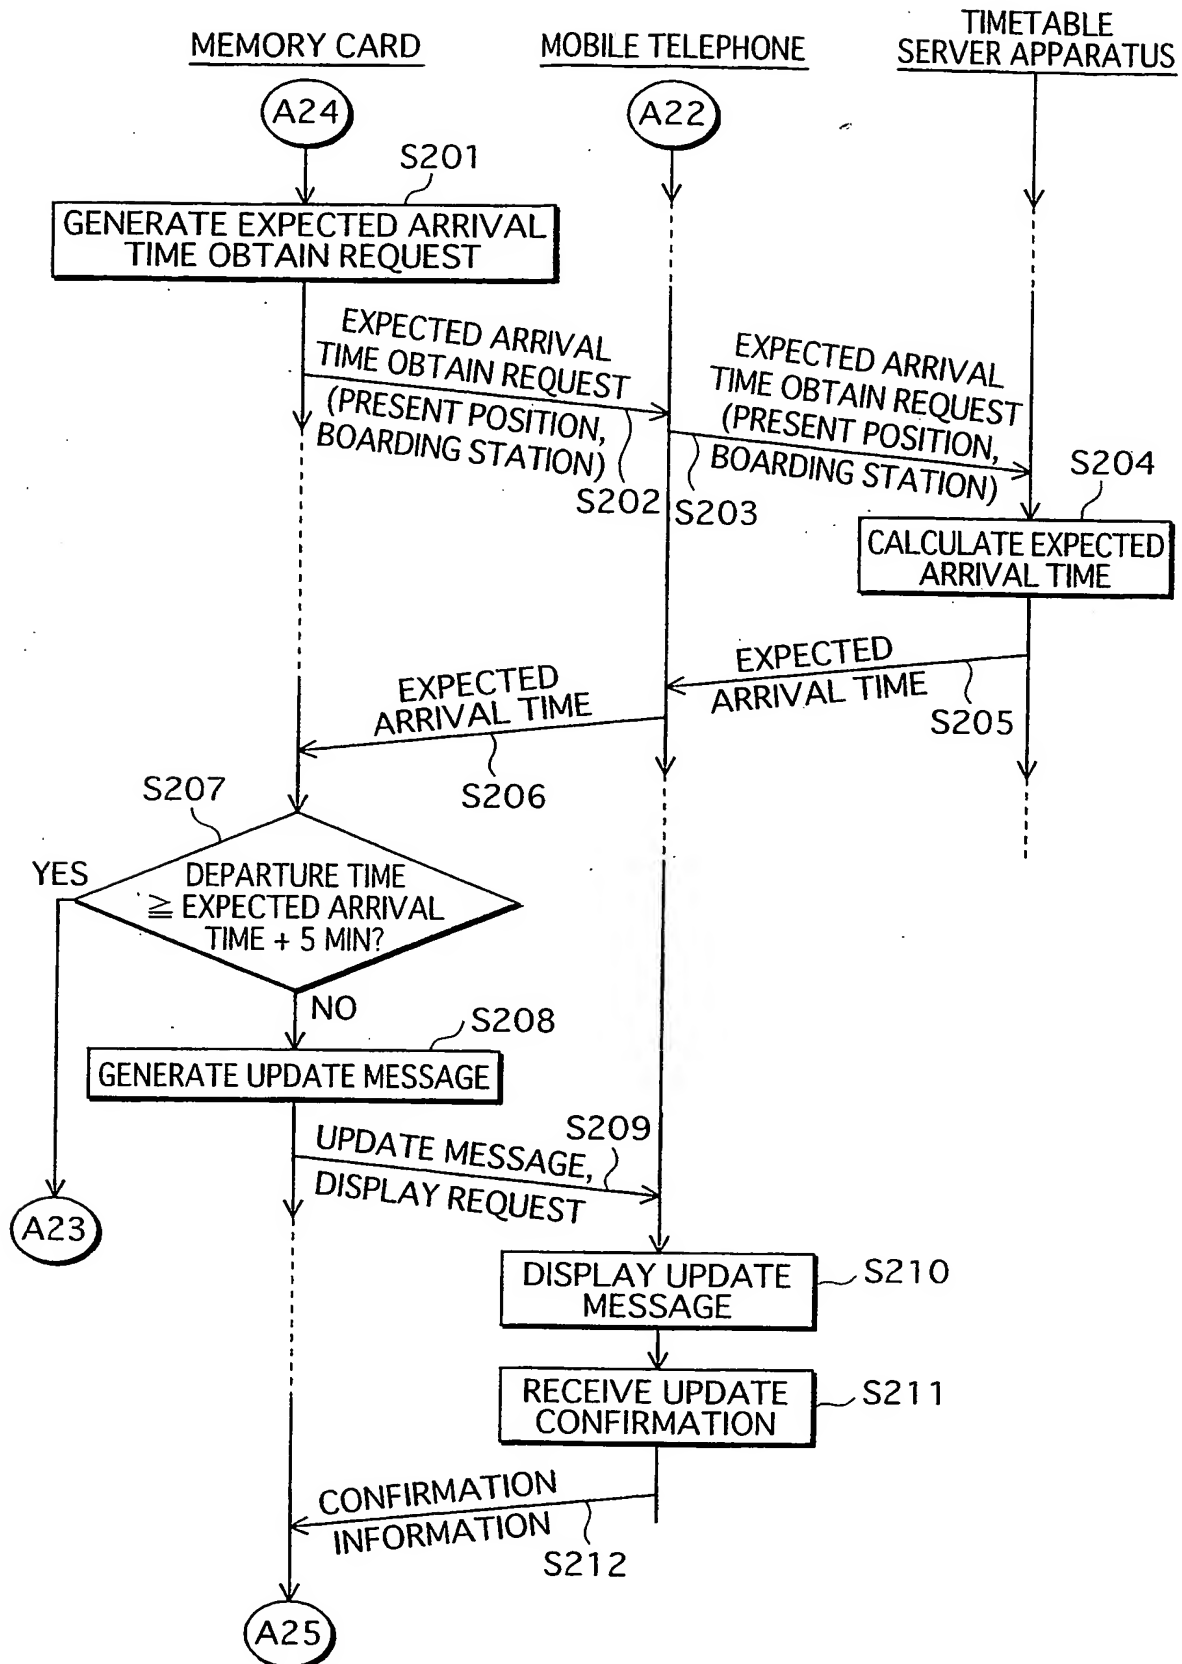 MEMORY CARD
MOBILE TELEPHONE
TIMETABLE
SERVER APPARATUS
A24
A22
S201
GENERATE EXPECTED ARRIVAL
TIME OBTAIN REQUEST
EXPECTED ARRIVAL
TIME OBTAIN REQUEST
(PRESENT POSITION,
BOARDING STATION)
S202
EXPECTED ARRIVAL
TIME OBTAIN REQUEST
(PRESENT POSITION,
BOARDING STATION)
S203
S204
CALCULATE EXPECTED
ARRIVAL TIME
EXPECTED
ARRIVAL TIME
S205
EXPECTED
ARRIVAL TIME
S206
S207
YES
DEPARTURE TIME
≧ EXPECTED ARRIVAL
TIME + 5 MIN?
NO
S208
GENERATE UPDATE MESSAGE
S209
UPDATE MESSAGE,
DISPLAY REQUEST
A23
DISPLAY UPDATE
MESSAGE
S210
RECEIVE UPDATE
CONFIRMATION
S211
CONFIRMATION
INFORMATION
S212
A25